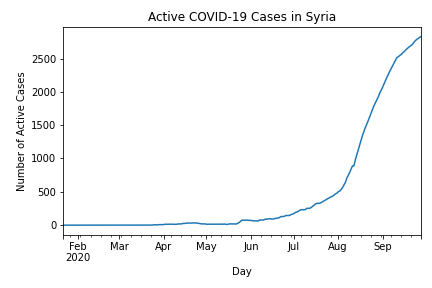 Active COVID-19 Cases in Syria
Number of Active Cases
2500
2000
1500
1000
500
0
Feb Mar Apr May Jun Jul Aug Sep
2020
Day